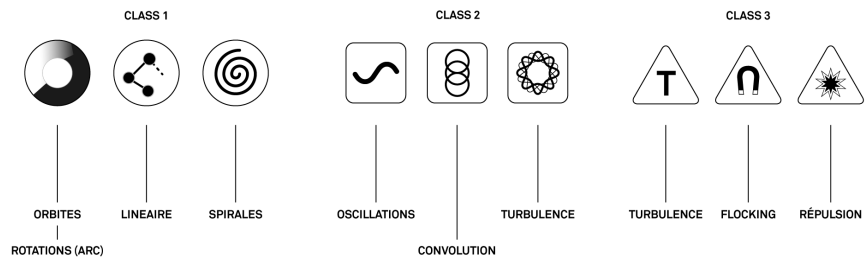 CLASS 1
CLASS 2
CLASS 3
T
ORBITES
LINEAIRE
SPIRALES
OSCILLATIONS
TURBULENCE
TURBULENCE
FLOCKING
RÉPULSION
ROTATIONS (ARC)
CONVOLUTION